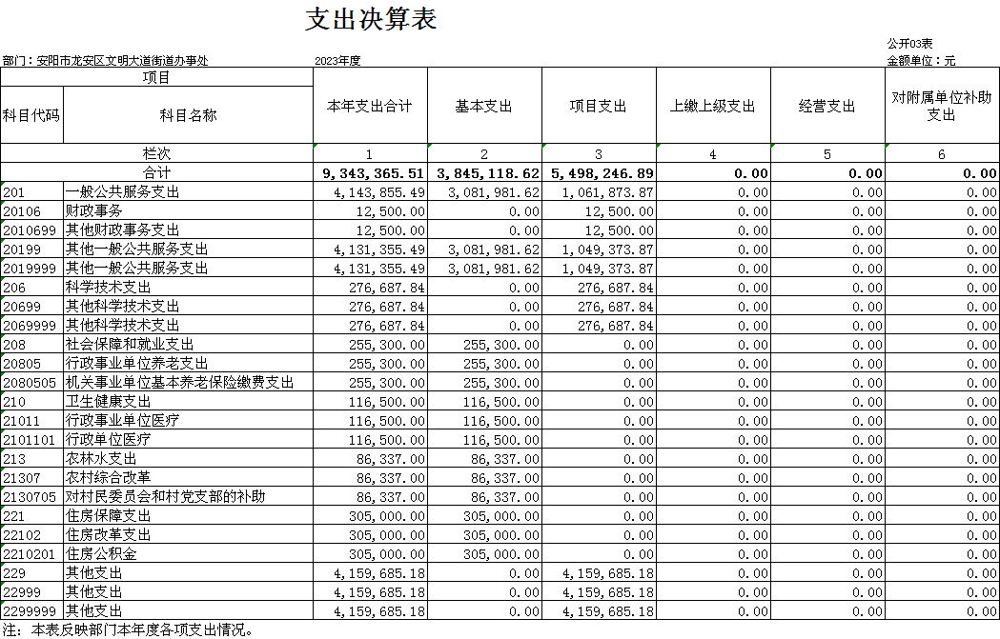 支出决算表
公开03表
部门：安阳市龙安区文明大道街道办事处 2023年度 金额单位：元
项目 本年支出合计 基本支出 项目支出 上缴上级支出 经营支出 对附属单位补助支出
科目代码 科目名称
栏次 1 2 3 4 5 6
合计 9,343,365.51 3,845,118.62 5,498,246.89 0.00 0.00 0.00
201 一般公共服务支出 4,143,855.49 3,081,981.62 1,061,873.87 0.00 0.00 0.00
20106 财政事务 12,500.00 0.00 12,500.00 0.00 0.00 0.00
2010699 其他财政事务支出 12,500.00 0.00 12,500.00 0.00 0.00 0.00
20199 其他一般公共服务支出 4,131,355.49 3,081,981.62 1,049,373.87 0.00 0.00 0.00
2019999 其他一般公共服务支出 4,131,355.49 3,081,981.62 1,049,373.87 0.00 0.00 0.00
206 科学技术支出 276,687.84 0.00 276,687.84 0.00 0.00 0.00
20699 其他科学技术支出 276,687.84 0.00 276,687.84 0.00 0.00 0.00
2069999 其他科学技术支出 276,687.84 0.00 276,687.84 0.00 0.00 0.00
208 社会保障和就业支出 255,300.00 255,300.00 0.00 0.00 0.00 0.00
20805 行政事业单位养老支出 255,300.00 255,300.00 0.00 0.00 0.00 0.00
2080505 机关事业单位基本养老保险缴费支出 255,300.00 255,300.00 0.00 0.00 0.00 0.00
210 卫生健康支出 116,500.00 116,500.00 0.00 0.00 0.00 0.00
21011 行政事业单位医疗 116,500.00 116,500.00 0.00 0.00 0.00 0.00
2101101 行政单位医疗 116,500.00 116,500.00 0.00 0.00 0.00 0.00
213 农林水支出 86,337.00 86,337.00 0.00 0.00 0.00 0.00
21307 农村综合改革 86,337.00 86,337.00 0.00 0.00 0.00 0.00
2130705 对村民委员会和村党支部的补助 86,337.00 86,337.00 0.00 0.00 0.00 0.00
221 住房保障支出 305,000.00 305,000.00 0.00 0.00 0.00 0.00
22102 住房改革支出 305,000.00 305,000.00 0.00 0.00 0.00 0.00
2210201 住房公积金 305,000.00 305,000.00 0.00 0.00 0.00 0.00
229 其他支出 4,159,685.18 0.00 4,159,685.18 0.00 0.00 0.00
22999 其他支出 4,159,685.18 0.00 4,159,685.18 0.00 0.00 0.00
2299999 其他支出 4,159,685.18 0.00 4,159,685.18 0.00 0.00 0.00
注：本表反映部门本年度各项支出情况。